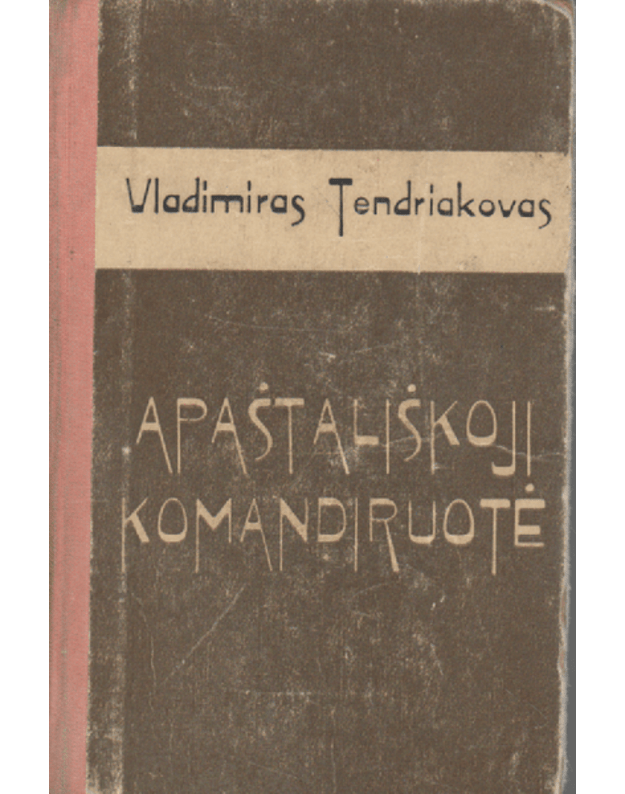 Vladimiras Tendriakovas
APAŠTALIŠKOJI
KOMANDIRUOTĖ